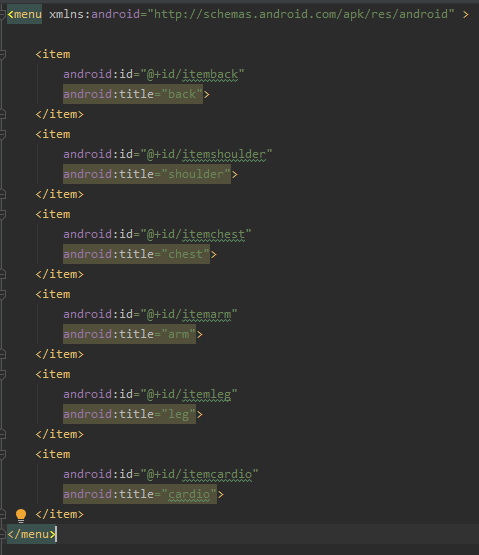 <menu xmlns:android="http://schemas.android.com/apk/res/android" >
<item
android:id="@+id/itemback"
android:title="back">
</item>
<item
android:id="@+id/itemshoulder"
android:title="shoulder">
</item>
<item
android:id="@+id/itemchest"
android:title="chest">
</item>
<item
android:id="@+id/itemarm"
android:title="arm">
</item>
<item
android:id="@+id/itemleg"
android:title="leg">
</item>
<item
android:id="@+id/itemcardio"
android:title="cardio">
</item>
</menu>